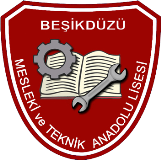 BEŞİKDÜZÜ
MESLEKİ ve TEKNİK ANADOLU LİSESİ